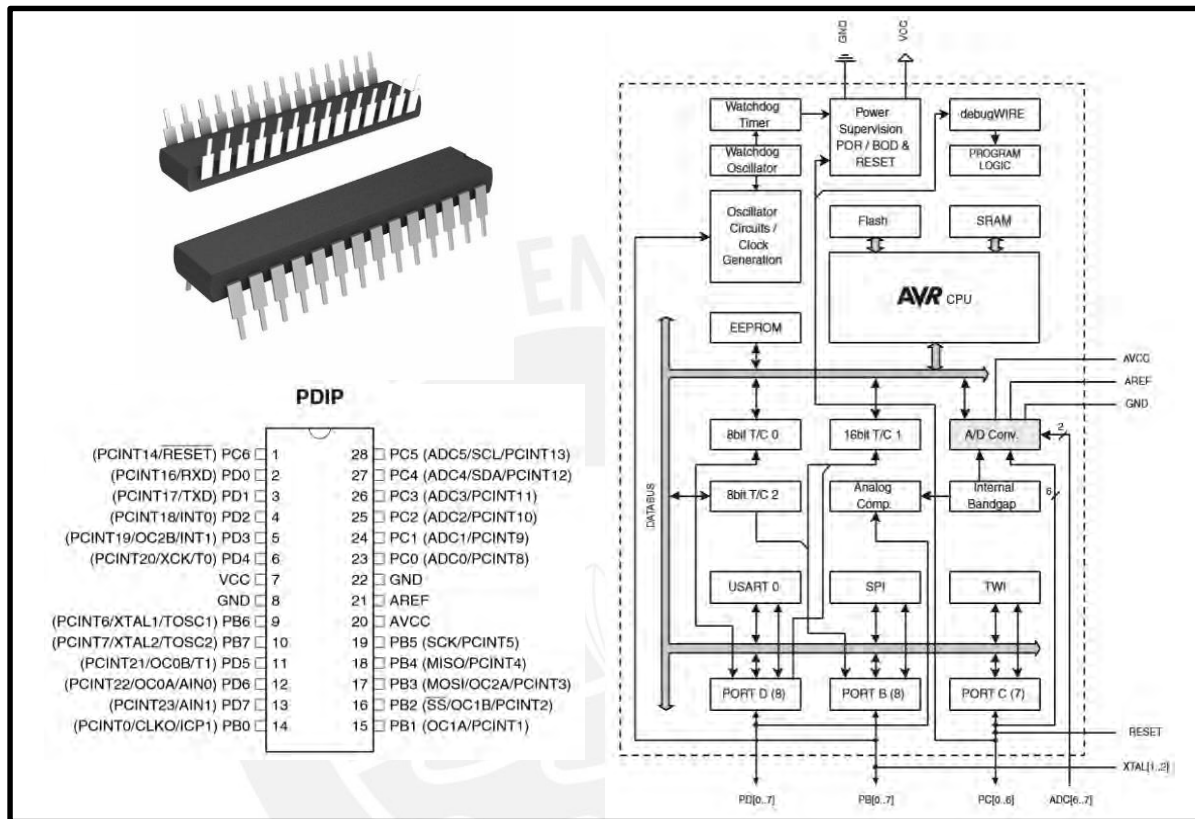 GND
VCC
Watchdog
Timer
Power
Supervision
POR / BOD &
RESET
debugWIRE
Watchdog
Oscillator
PROGRAM
LOGIC
Oscillator
Circuits /
Clock
Generation
Flash
SRAM
AVR CPU
EEPROM
AVCC
AREF
GND
8bit T/C 0
16bit T/C 1
A/D Conv.
2
8bit T/C 2
Analog
Comp.
Internal
Bandgap
6
DATABUS
USART 0
SPI
TWI
PORT D (8)
PORT B (8)
PORT C (7)
RESET
XTAL[1..2]
PD[0..7]
PB[0..7]
PC[0..6]
ADC[6..7]
EN
PDIP
(PCINT14/RESET) PC6 1 28 PC5 (ADC5/SCL/PCINT13)
(PCINT16/RXD) PD0 2 27 PC4 (ADC4/SDA/PCINT12)
(PCINT17/TXD) PD1 3 26 PC3 (ADC3/PCINT11)
(PCINT18/INT0) PD2 4 25 PC2 (ADC2/PCINT10)
(PCINT19/OC2B/INT1) PD3 5 24 PC1 (ADC1/PCINT9)
(PCINT20/XCK/T0) PD4 6 23 PC0 (ADC0/PCINT8)
VCC 7 22 GND
GND 8 21 AREF
(PCINT6/XTAL1/TOSC1) PB6 9 20 AVCC
(PCINT7/XTAL2/TOSC2) PB7 10 19 PB5 (SCK/PCINT5)
(PCINT21/OC0B/T1) PD5 11 18 PB4 (MISO/PCINT4)
(PCINT22/OC0A/AIN0) PD6 12 17 PB3 (MOSI/OC2A/PCINT3)
(PCINT23/AIN1) PD7 13 16 PB2 (SS/OC1B/PCINT2)
(PCINT0/CLKO/ICP1) PB0 14 15 PB1 (OC1A/PCINT1)